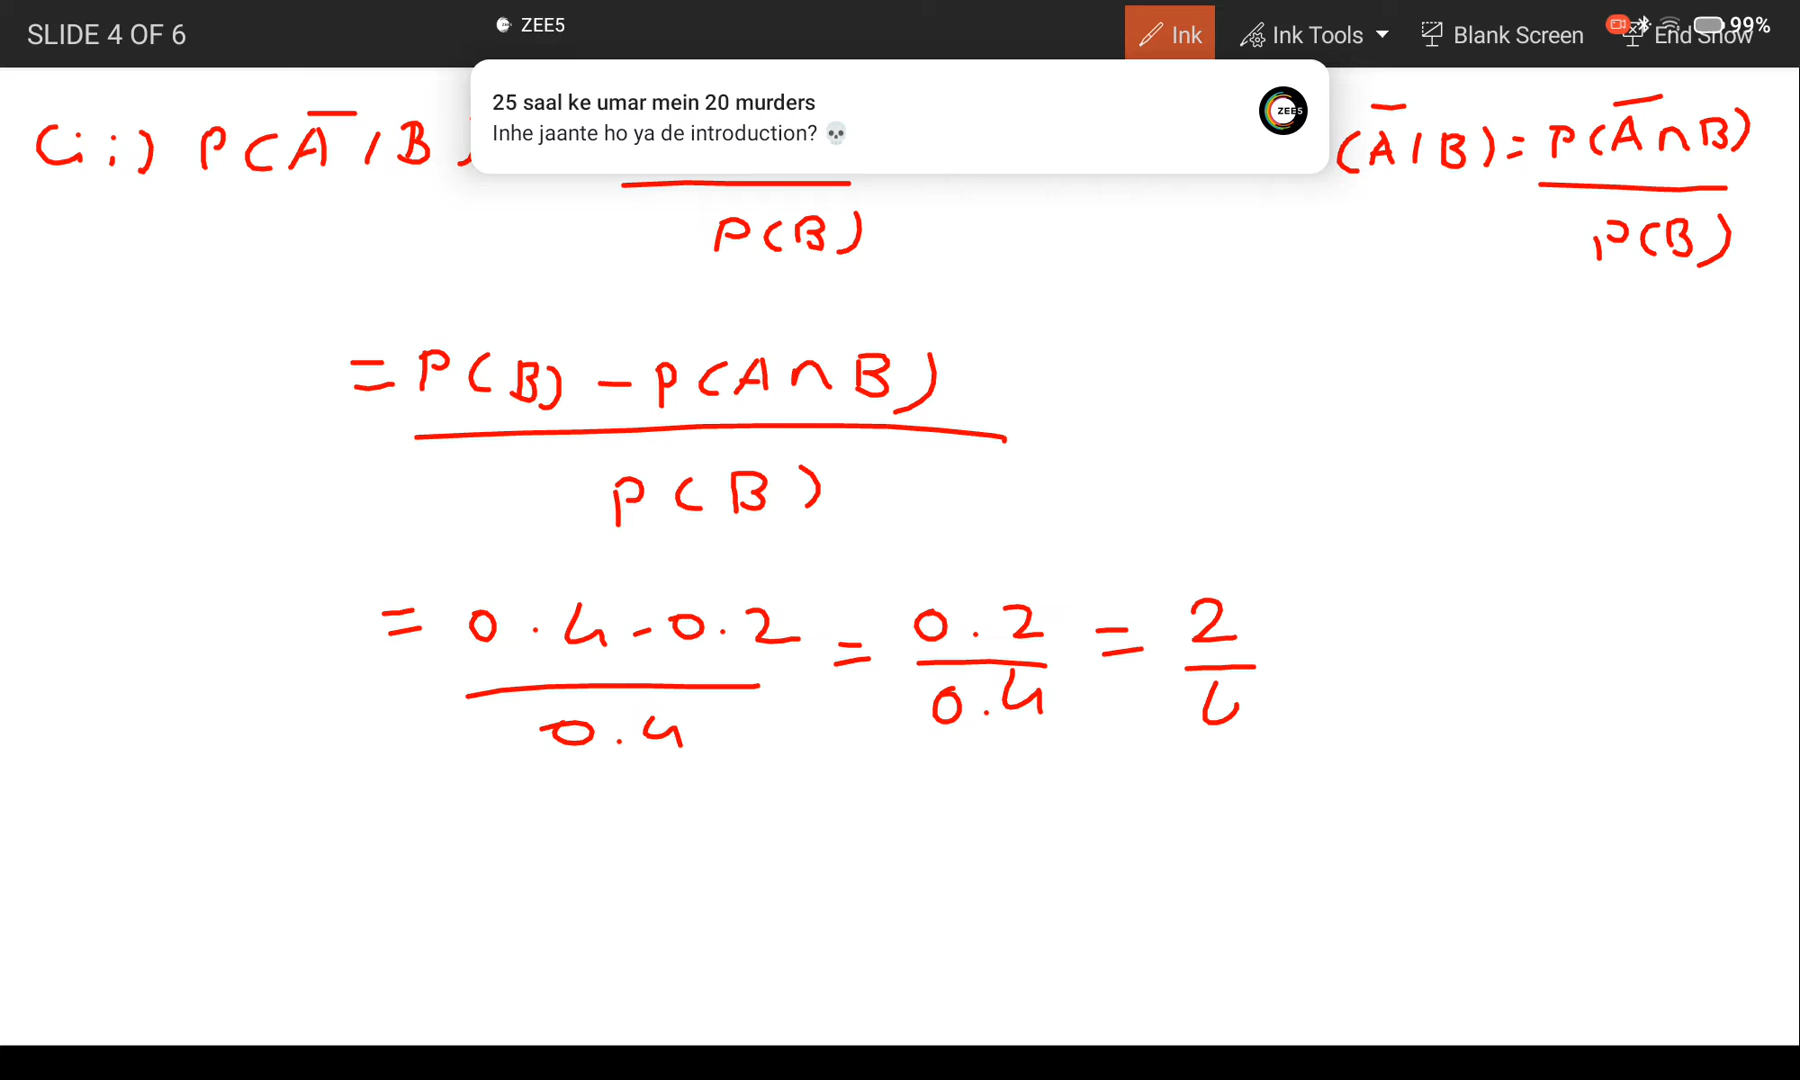 SLIDE 4 OF 6
ZEE5
Ink
Ink Tools
Blank Screen
End Show
99%
25 saal ke umar mein 20 murders
Inhe jaante ho ya de introduction? 💀
ZEE5
(ii) P(A̅/B)
P(B)
(A̅/B) = P(A̅∩B)
P(B)
= P(B) - P(A∩B)
P(B)
= 0.4 - 0.2 = 0.2 = 2
0.4 0.4 4